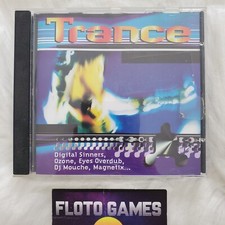 Trance
Digital Sinners,
Ozone, Eyes Overdub,
Dj Mouche, Magnetix...
FLOTO GAMES